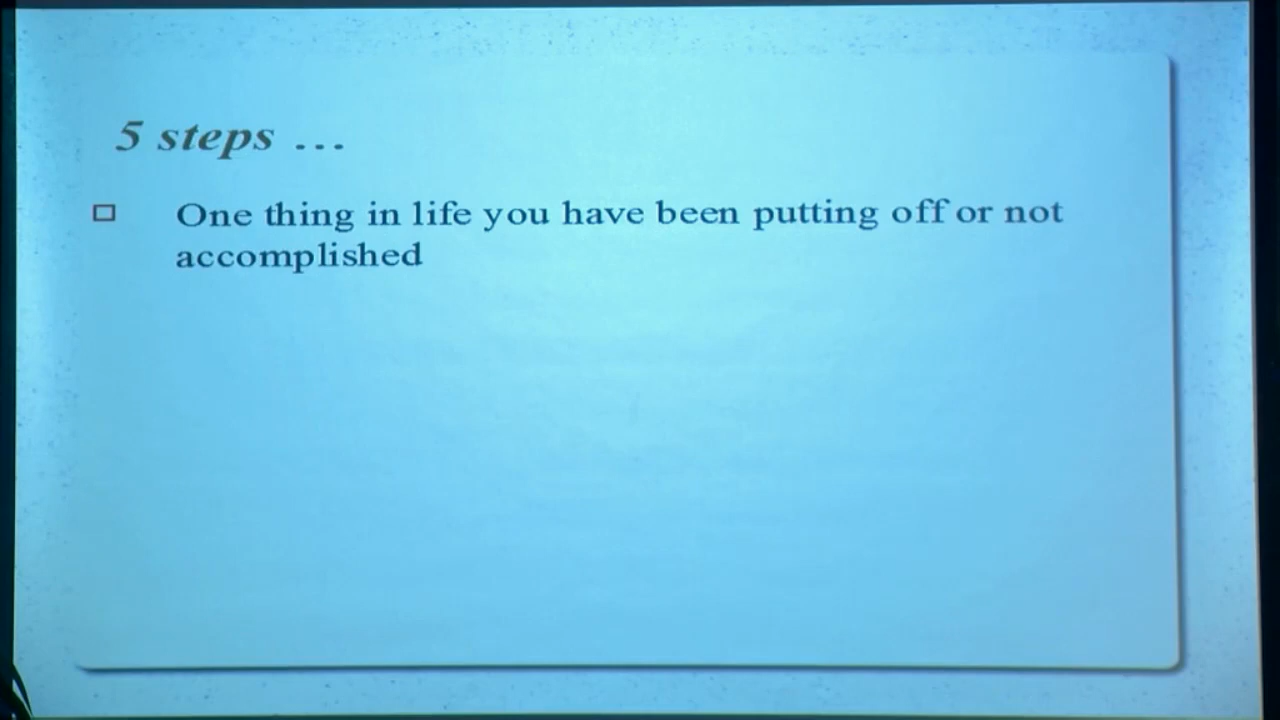 5 steps ...
One thing in life you have been putting off or not
accomplished